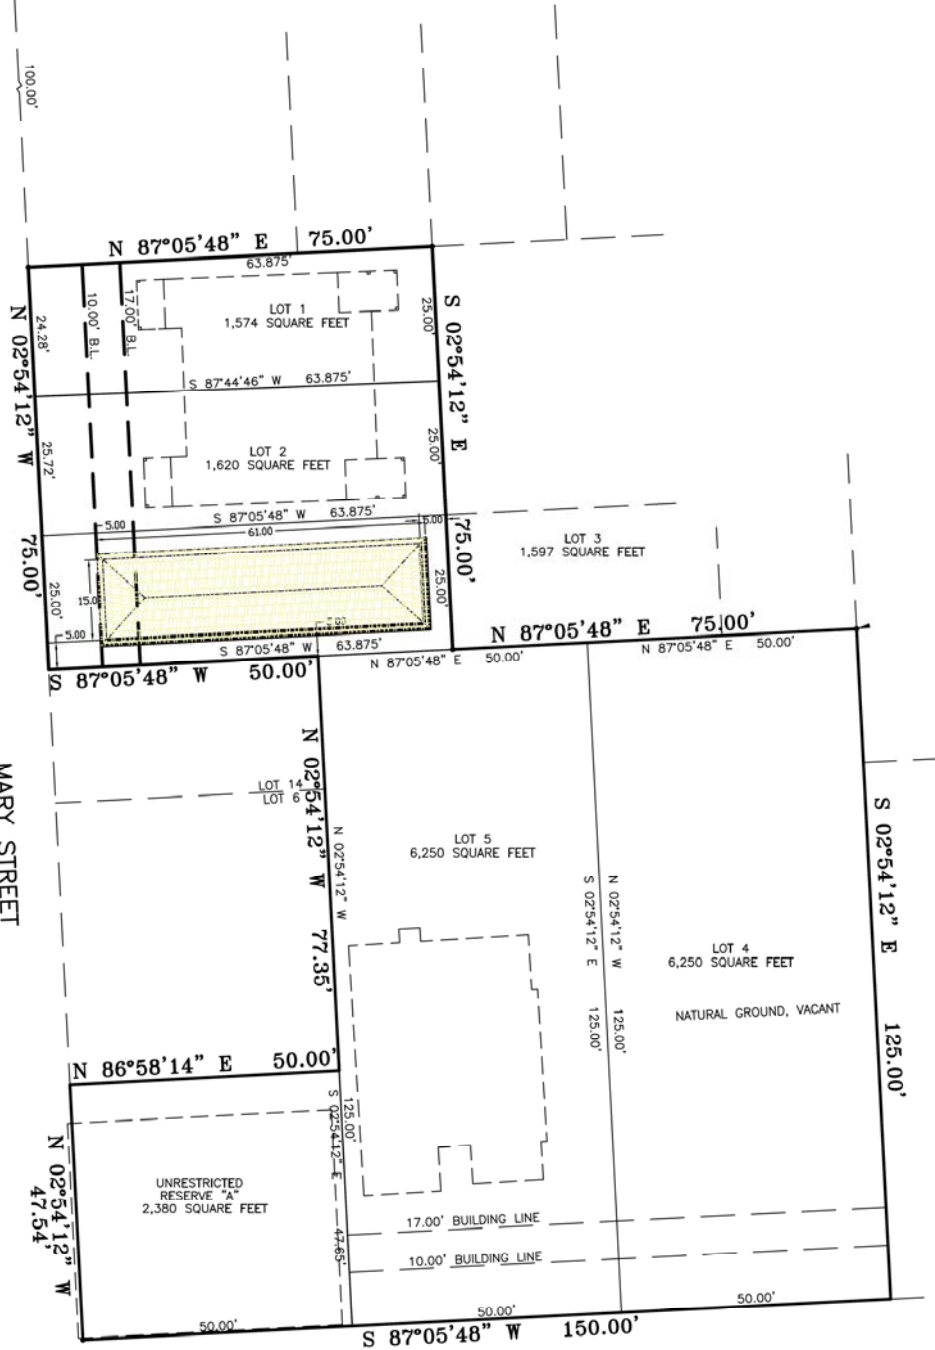 100.00'
N 87°05'48" E 75.00'
63.875'
10.00' B.L.
17.00' B.L.
LOT 1
1,574 SQUARE FEET
25.00'
S 02°54'12" E
75.00'
N 02°54'12" W
75.00'
24.28'
S 87°44'46" W 63.875'
25.72'
LOT 2
1,620 SQUARE FEET
25.00'
S 87°05'48" W 63.875'
5.00
61.00
5.00
LOT 3
1,597 SQUARE FEET
25.00'
15.0
25.00'
5.00
S 87°05'48" W 63.875'
N 87°05'48" E 75.00'
N 87°05'48" E 50.00'
N 87°05'48" E 50.00'
S 87°05'48" W 50.00'
N 02°54'12" W 77.35'
LOT 14
LOT 6
MARY STREET
N 02°54'12" W
125.00'
LOT 5
6,250 SQUARE FEET
S 02°54'12" E 125.00'
N 02°54'12" W 125.00'
S 02°54'12" E 125.00'
LOT 4
6,250 SQUARE FEET
NATURAL GROUND, VACANT
N 86°58'14" E 50.00'
S 02°54'12" E
47.65'
N 02°54'12" W
47.54'
UNRESTRICTED
RESERVE "A"
2,380 SQUARE FEET
17.00' BUILDING LINE
10.00' BUILDING LINE
50.00'
50.00'
50.00'
S 87°05'48" W 150.00'